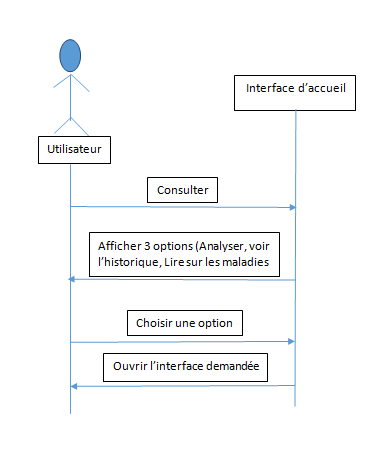 Interface d'accueil
Utilisateur
Consulter
Afficher 3 options (Analyser, voir
l'historique, Lire sur les maladies
Choisir une option
Ouvrir l'interface demandée